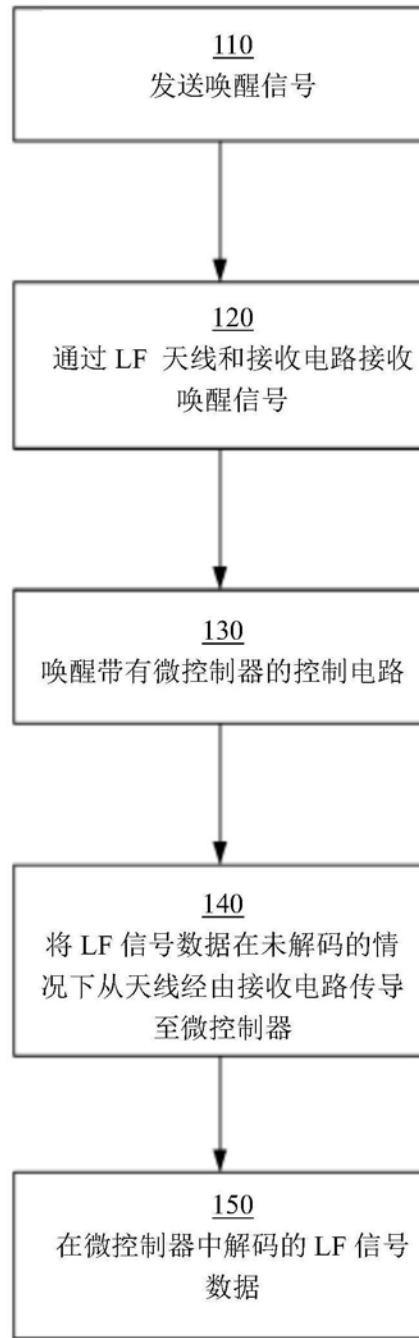 110
发送唤醒信号
120
通过 LF 天线和接收电路接收
唤醒信号
130
唤醒带有微控制器的控制电路
140
将 LF 信号数据在未解码的情
况下从天线经由接收电路传导
至微控制器
150
在微控制器中解码的 LF 信号
数据